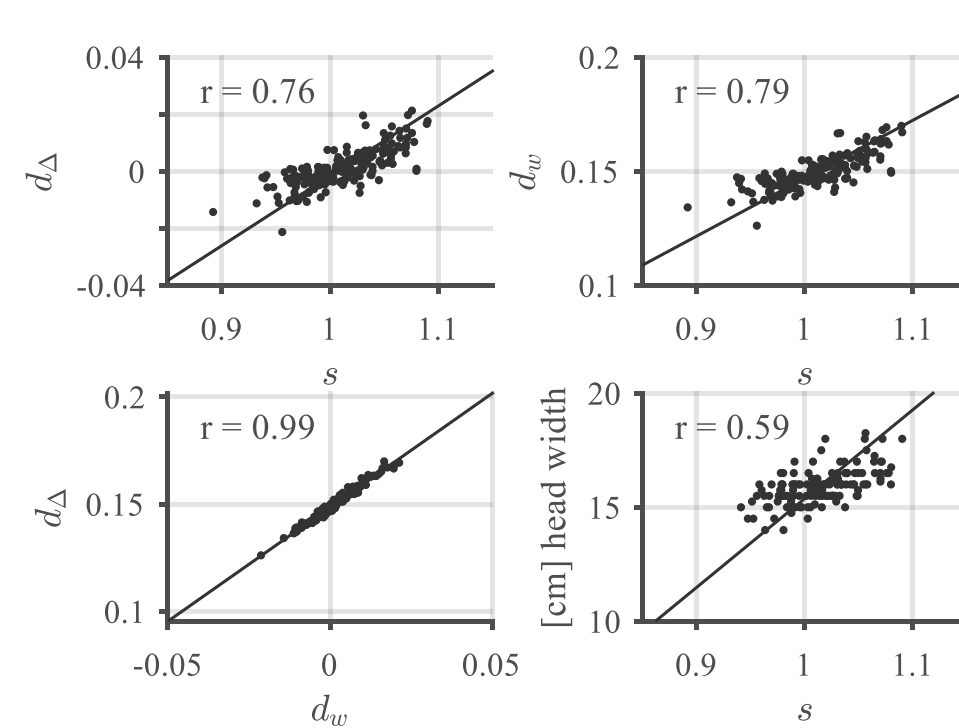 0.04
r = 0.76
d_Δ
0
-0.04
0.9
1
1.1
s
0.2
r = 0.79
d_w
0.15
0.1
0.9
1
1.1
s
0.2
r = 0.99
d_Δ
0.15
0.1
-0.05
0
0.05
d_w
20
r = 0.59
[cm] head width
15
10
0.9
1
1.1
s